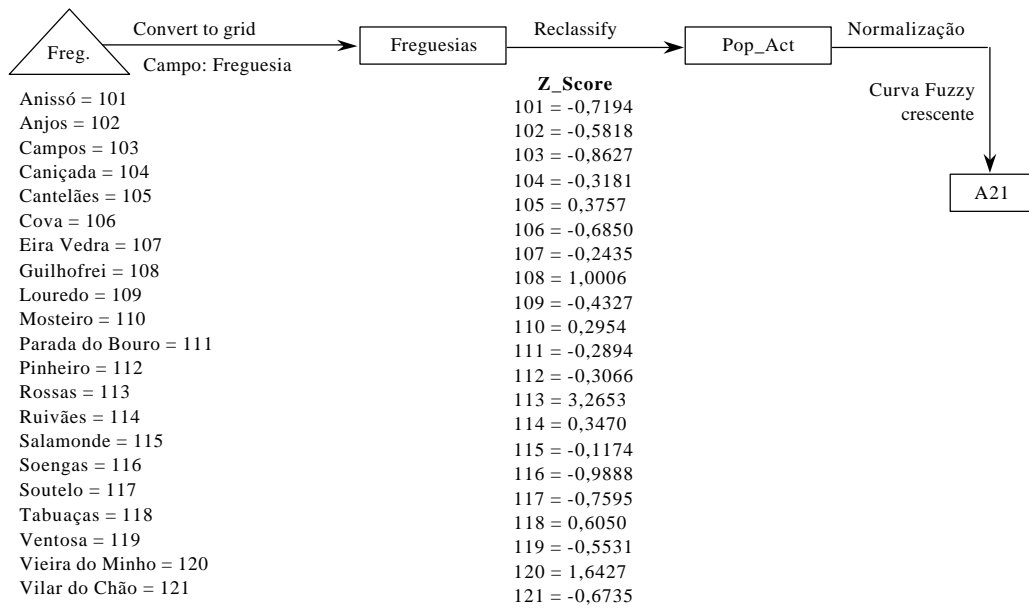 Freg.
Convert to grid
Campo: Freguesia
Freguesias
Reclassify
Pop_Act
Normalização
Curva Fuzzy
crescente
A21
Anissó = 101
Anjos = 102
Campos = 103
Caniçada = 104
Cantelães = 105
Cova = 106
Eira Vedra = 107
Guilhofrei = 108
Louredo = 109
Mosteiro = 110
Parada do Bouro = 111
Pinheiro = 112
Rossas = 113
Ruivães = 114
Salamonde = 115
Soengas = 116
Soutelo = 117
Tabuaças = 118
Ventosa = 119
Vieira do Minho = 120
Vilar do Chão = 121
Z_Score
101 = -0,7194
102 = -0,5818
103 = -0,8627
104 = -0,3181
105 = 0,3757
106 = -0,6850
107 = -0,2435
108 = 1,0006
109 = -0,4327
110 = 0,2954
111 = -0,2894
112 = -0,3066
113 = 3,2653
114 = 0,3470
115 = -0,1174
116 = -0,9888
117 = -0,7595
118 = 0,6050
119 = -0,5531
120 = 1,6427
121 = -0,6735